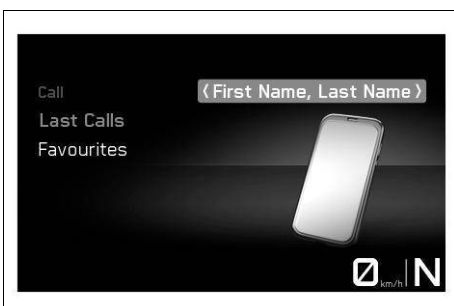 Call
⟨First Name, Last Name⟩
Last Calls
Favourites
0 km/h N